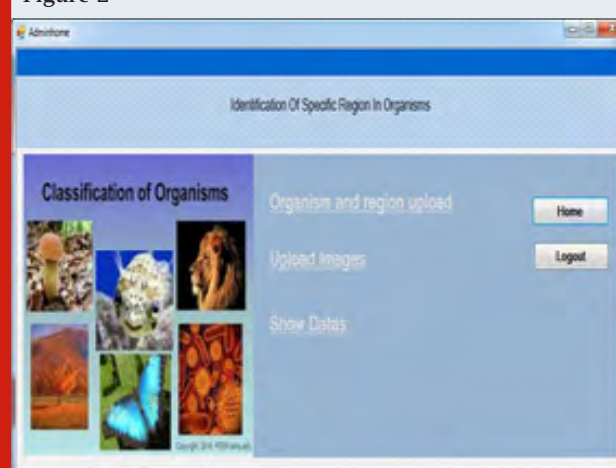 Figure 2
Adminhome
Identification Of Specific Region In Organisms
Classification of Organisms
Organism and region upload
Home
Upload Images
Logout
Show Datas